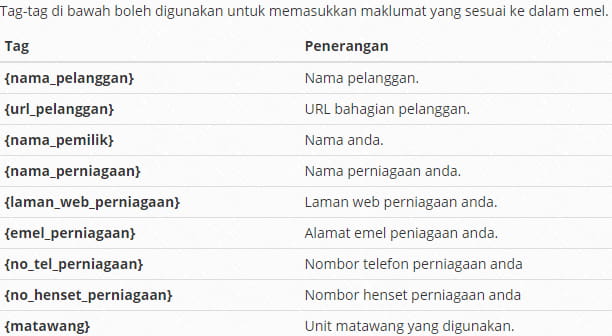 Tag-tag di bawah boleh digunakan untuk memasukkan maklumat yang sesuai ke dalam emel.
Tag Penerangan
{nama_pelanggan} Nama pelanggan.
{url_pelanggan} URL bahagian pelanggan.
{nama_pemilik} Nama anda.
{nama_perniagaan} Nama perniagaan anda.
{laman_web_perniagaan} Laman web perniagaan anda.
{emel_perniagaan} Alamat emel peniagaan anda.
{no_tel_perniagaan} Nombor telefon perniagaan anda
{no_henset_perniagaan} Nombor henset perniagaan anda
{matawang} Unit matawang yang digunakan.